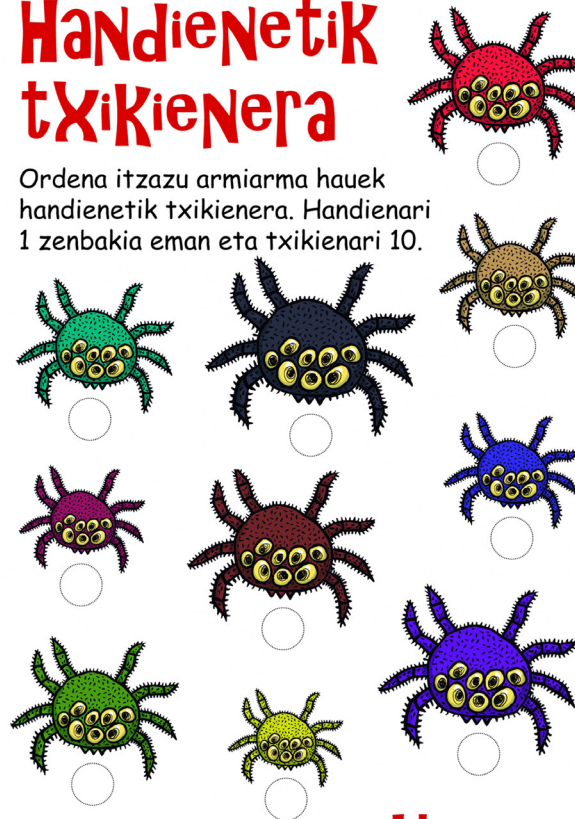 Handienetik
txikienera
Ordena itzazu armiarma hauek
handienetik txikienera. Handienari
1 zenbakia eman eta txikienari 10.